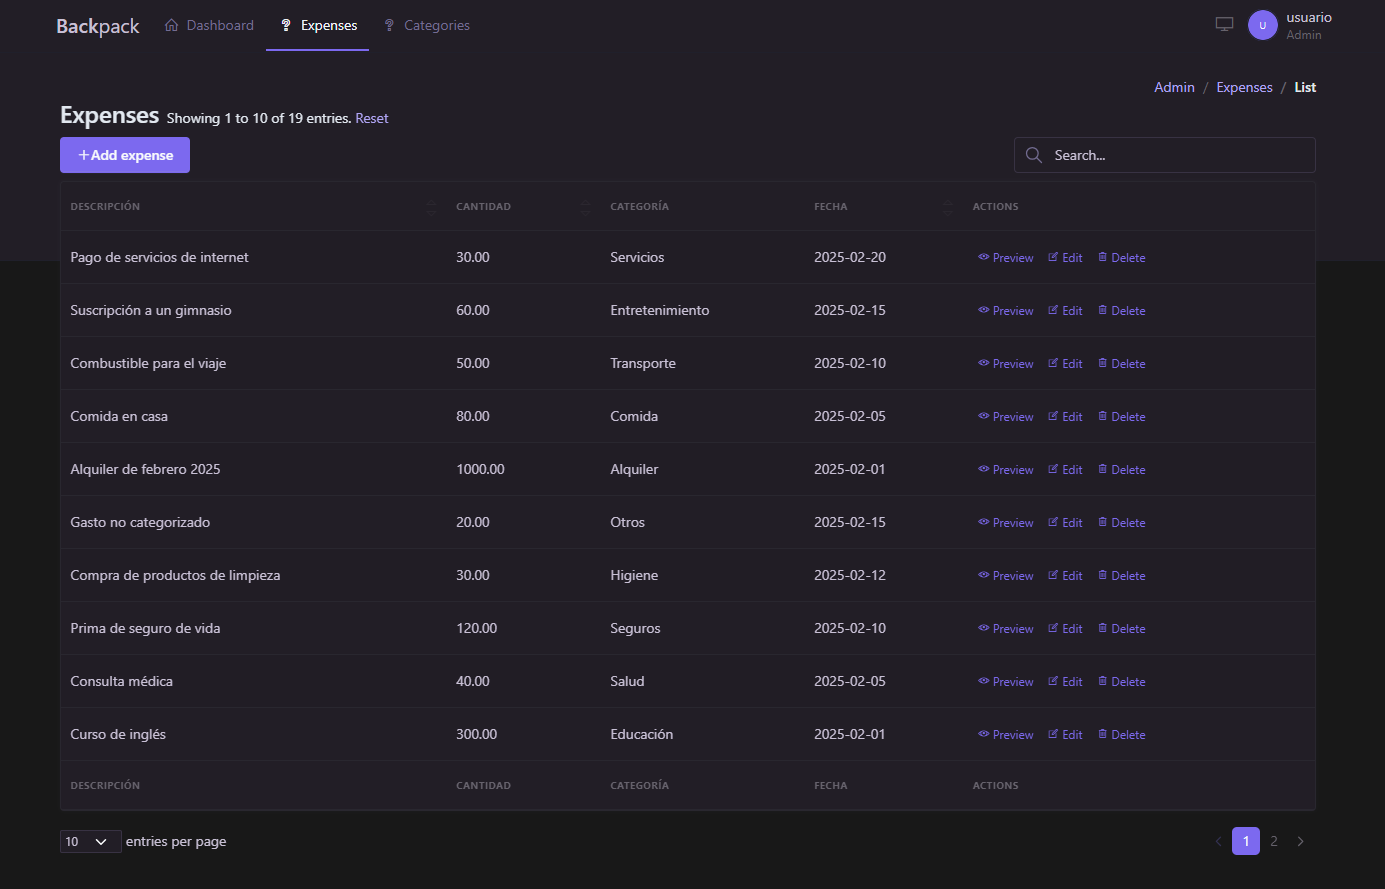 Backpack Dashboard ? Expenses ? Categories U usuario
Admin
Admin / Expenses / List
Expenses Showing 1 to 10 of 19 entries. Reset
+Add expense Search...
DESCRIPCIÓN CANTIDAD CATEGORÍA FECHA ACTIONS
Pago de servicios de internet 30.00 Servicios 2025-02-20 Preview Edit Delete
Suscripción a un gimnasio 60.00 Entretenimiento 2025-02-15 Preview Edit Delete
Combustible para el viaje 50.00 Transporte 2025-02-10 Preview Edit Delete
Comida en casa 80.00 Comida 2025-02-05 Preview Edit Delete
Alquiler de febrero 2025 1000.00 Alquiler 2025-02-01 Preview Edit Delete
Gasto no categorizado 20.00 Otros 2025-02-15 Preview Edit Delete
Compra de productos de limpieza 30.00 Higiene 2025-02-12 Preview Edit Delete
Prima de seguro de vida 120.00 Seguros 2025-02-10 Preview Edit Delete
Consulta médica 40.00 Salud 2025-02-05 Preview Edit Delete
Curso de inglés 300.00 Educación 2025-02-01 Preview Edit Delete
DESCRIPCIÓN CANTIDAD CATEGORÍA FECHA ACTIONS
10 entries per page 1 2